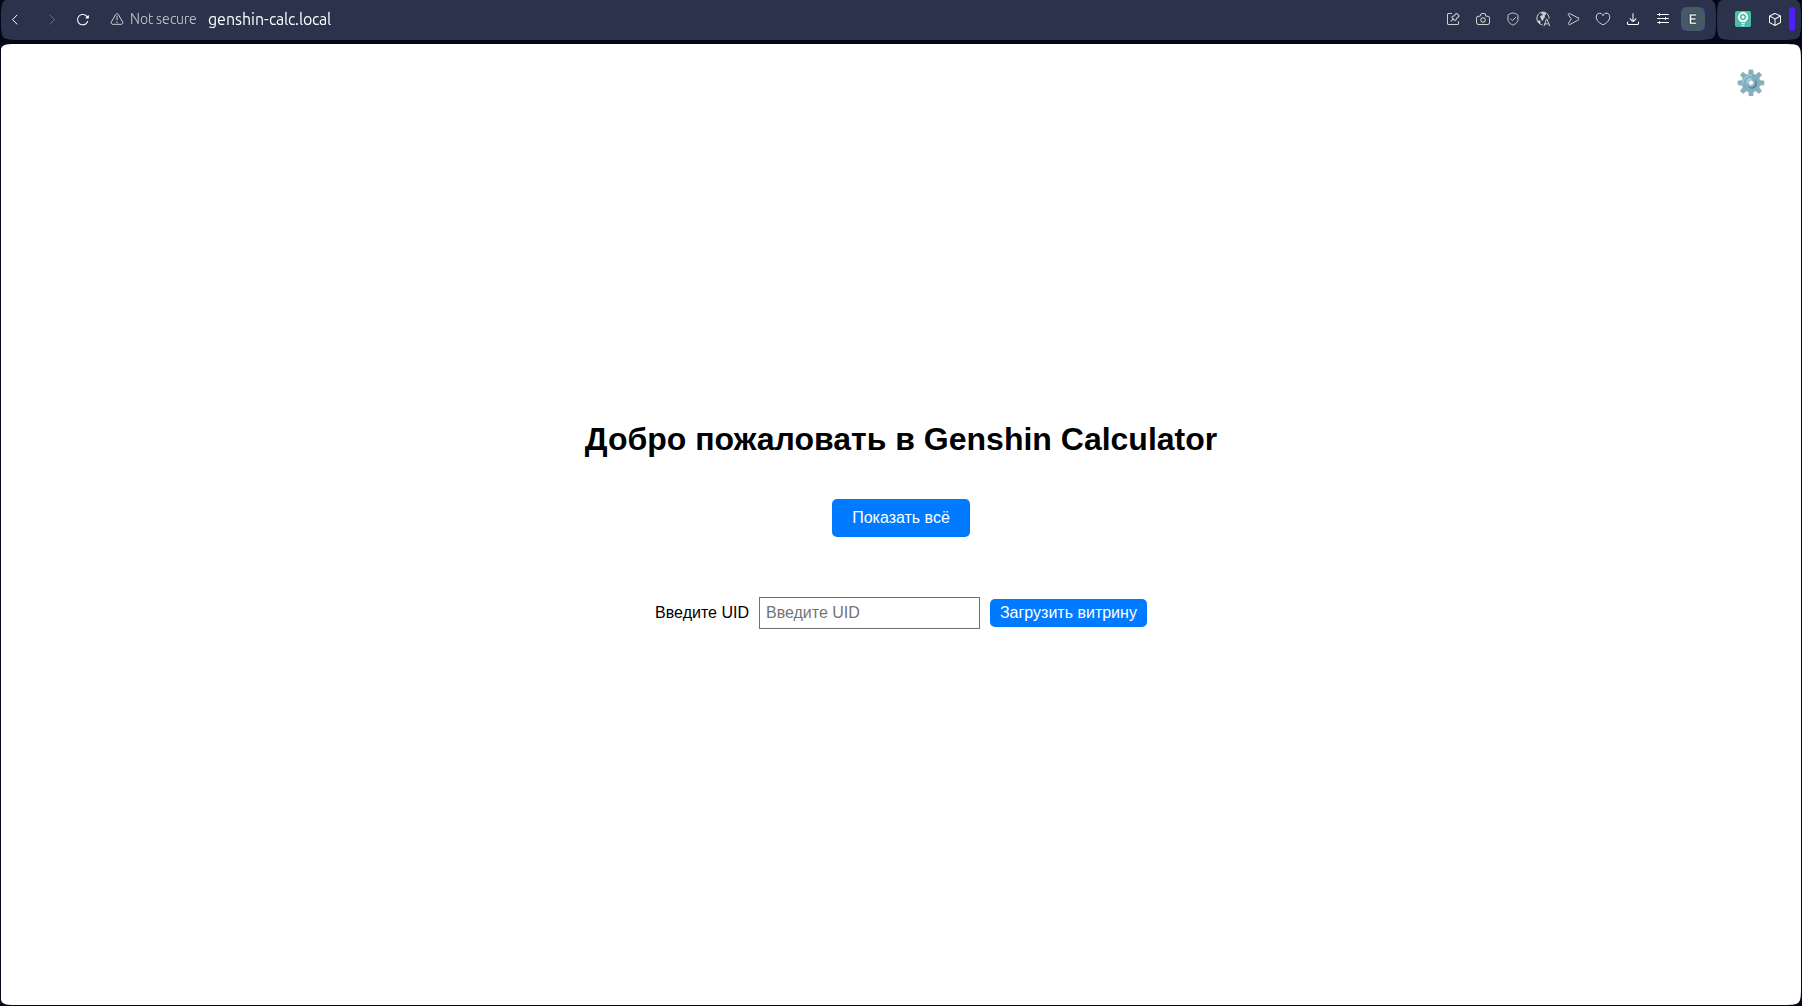 Not secure genshin-calc.local
E
Добро пожаловать в Genshin Calculator
Показать всё
Введите UID Введите UID Загрузить витрину